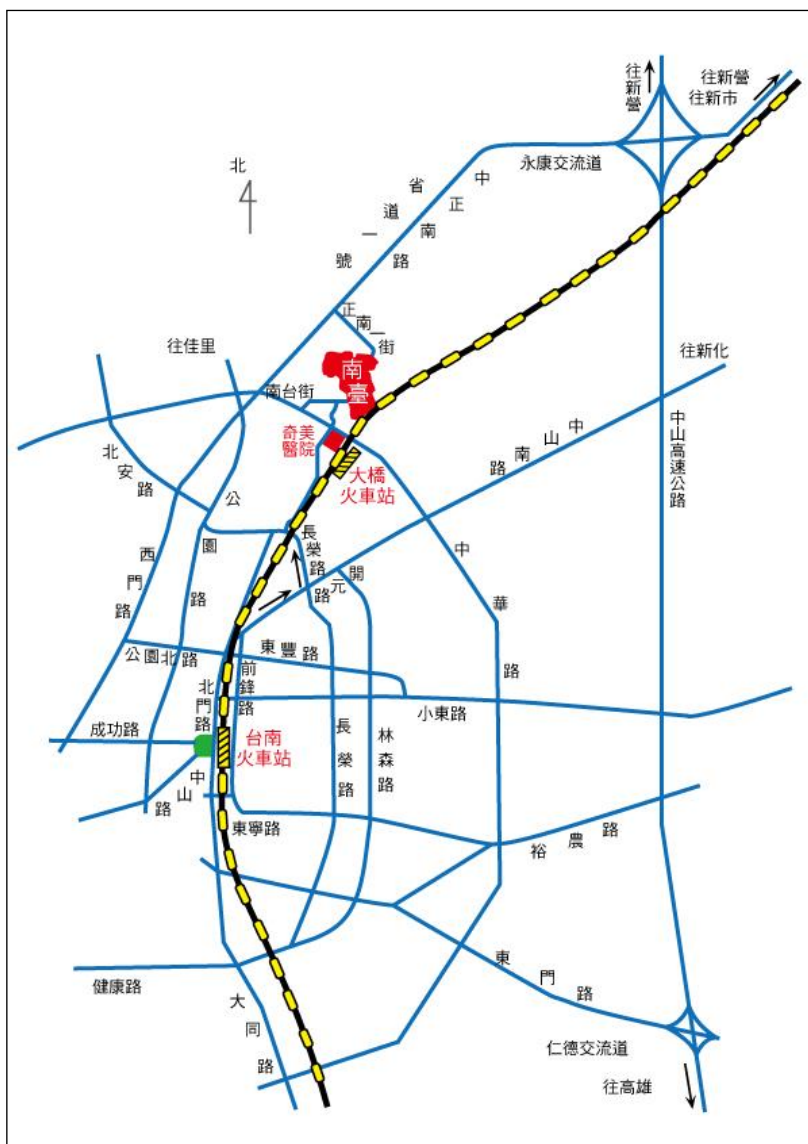 往新營
往新營
往新市
永康交流道
北
省道一號
中正南路
正南一街
往佳里
南台街
南臺
往新化
奇美
醫院
大橋
火車站
中山南路
中山高速公路
北安路
公園路
西門路
長榮路
開元路
中華路
公園北路
東豐路
北門路
前鋒路
小東路
成功路
台南
火車站
長榮路
林森路
中山路
東寧路
裕農路
健康路
大同路
東門路
仁德交流道
往高雄